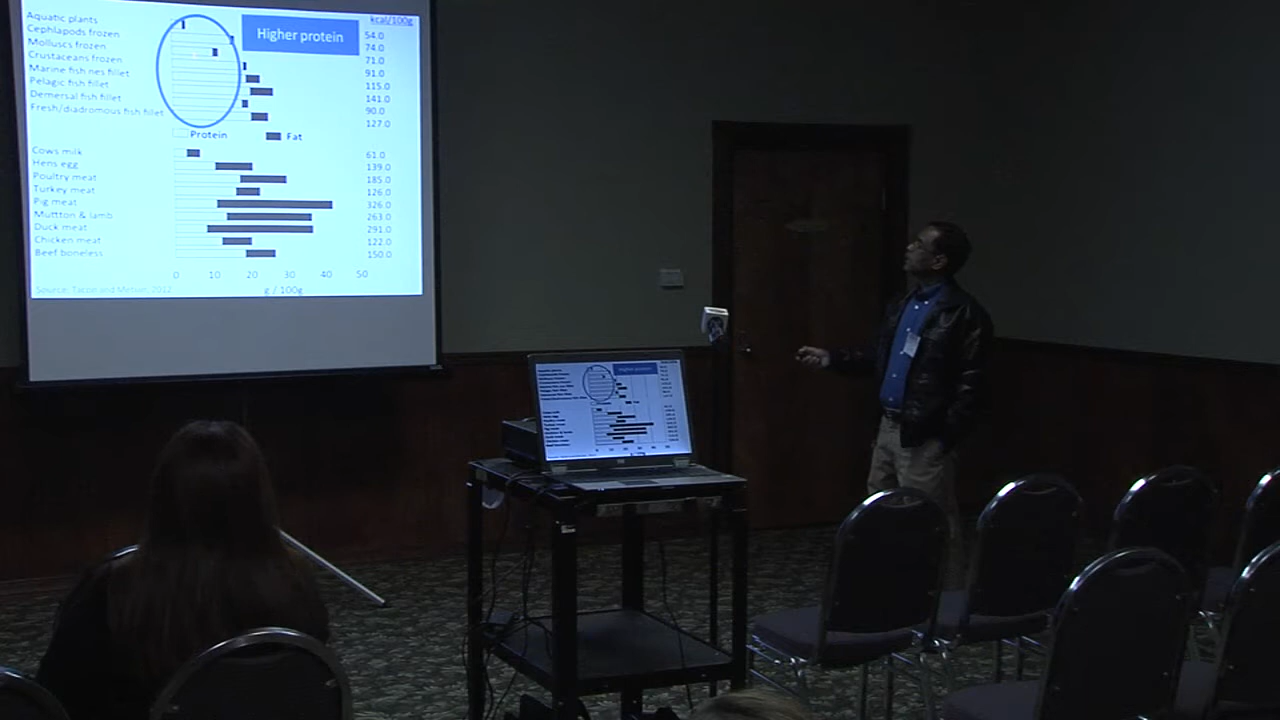 kcal/100g
Higher protein
Aquatic plants 54.0
Cephlapods frozen 74.0
Molluscs frozen 71.0
Crustaceans frozen 91.0
Marine fish nes fillet 115.0
Pelagic fish fillet 141.0
Demersal fish fillet 90.0
Fresh/diadromous fish fillet 127.0
Protein Fat
Cows milk 61.0
Hens egg 139.0
Poultry meat 185.0
Turkey meat 126.0
Pig meat 326.0
Muttton & lamb 263.0
Duck meat 291.0
Chicken meat 122.0
Beef boneless 150.0
0 10 20 30 40 50
g / 100g
Source: Tacon and Metian, 2012
Higher protein